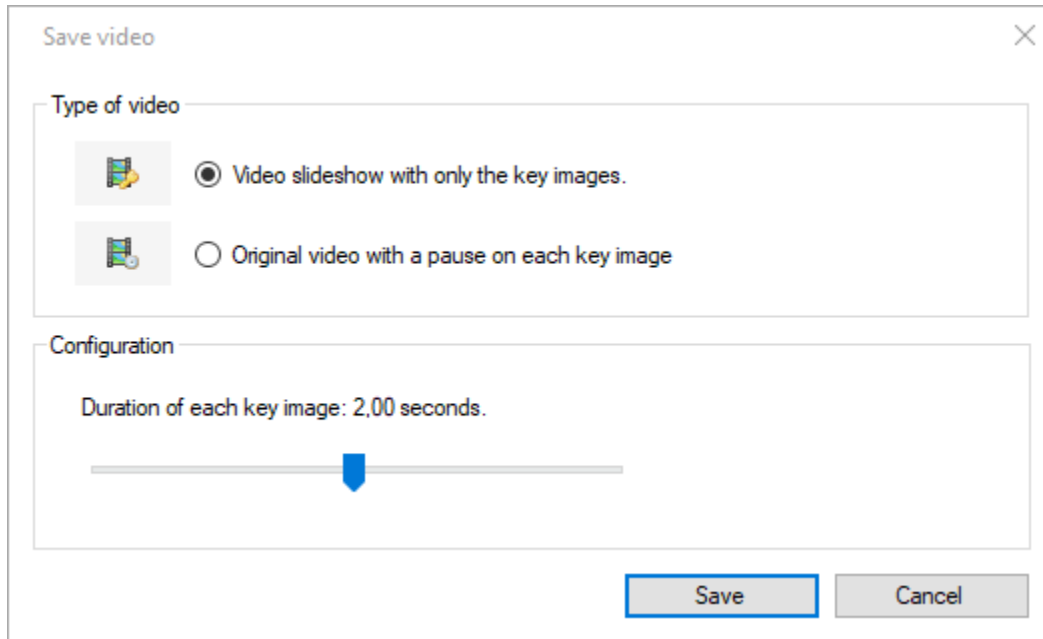 Save video
Type of video
Video slideshow with only the key images.
Original video with a pause on each key image
Configuration
Duration of each key image: 2,00 seconds.
Save
Cancel